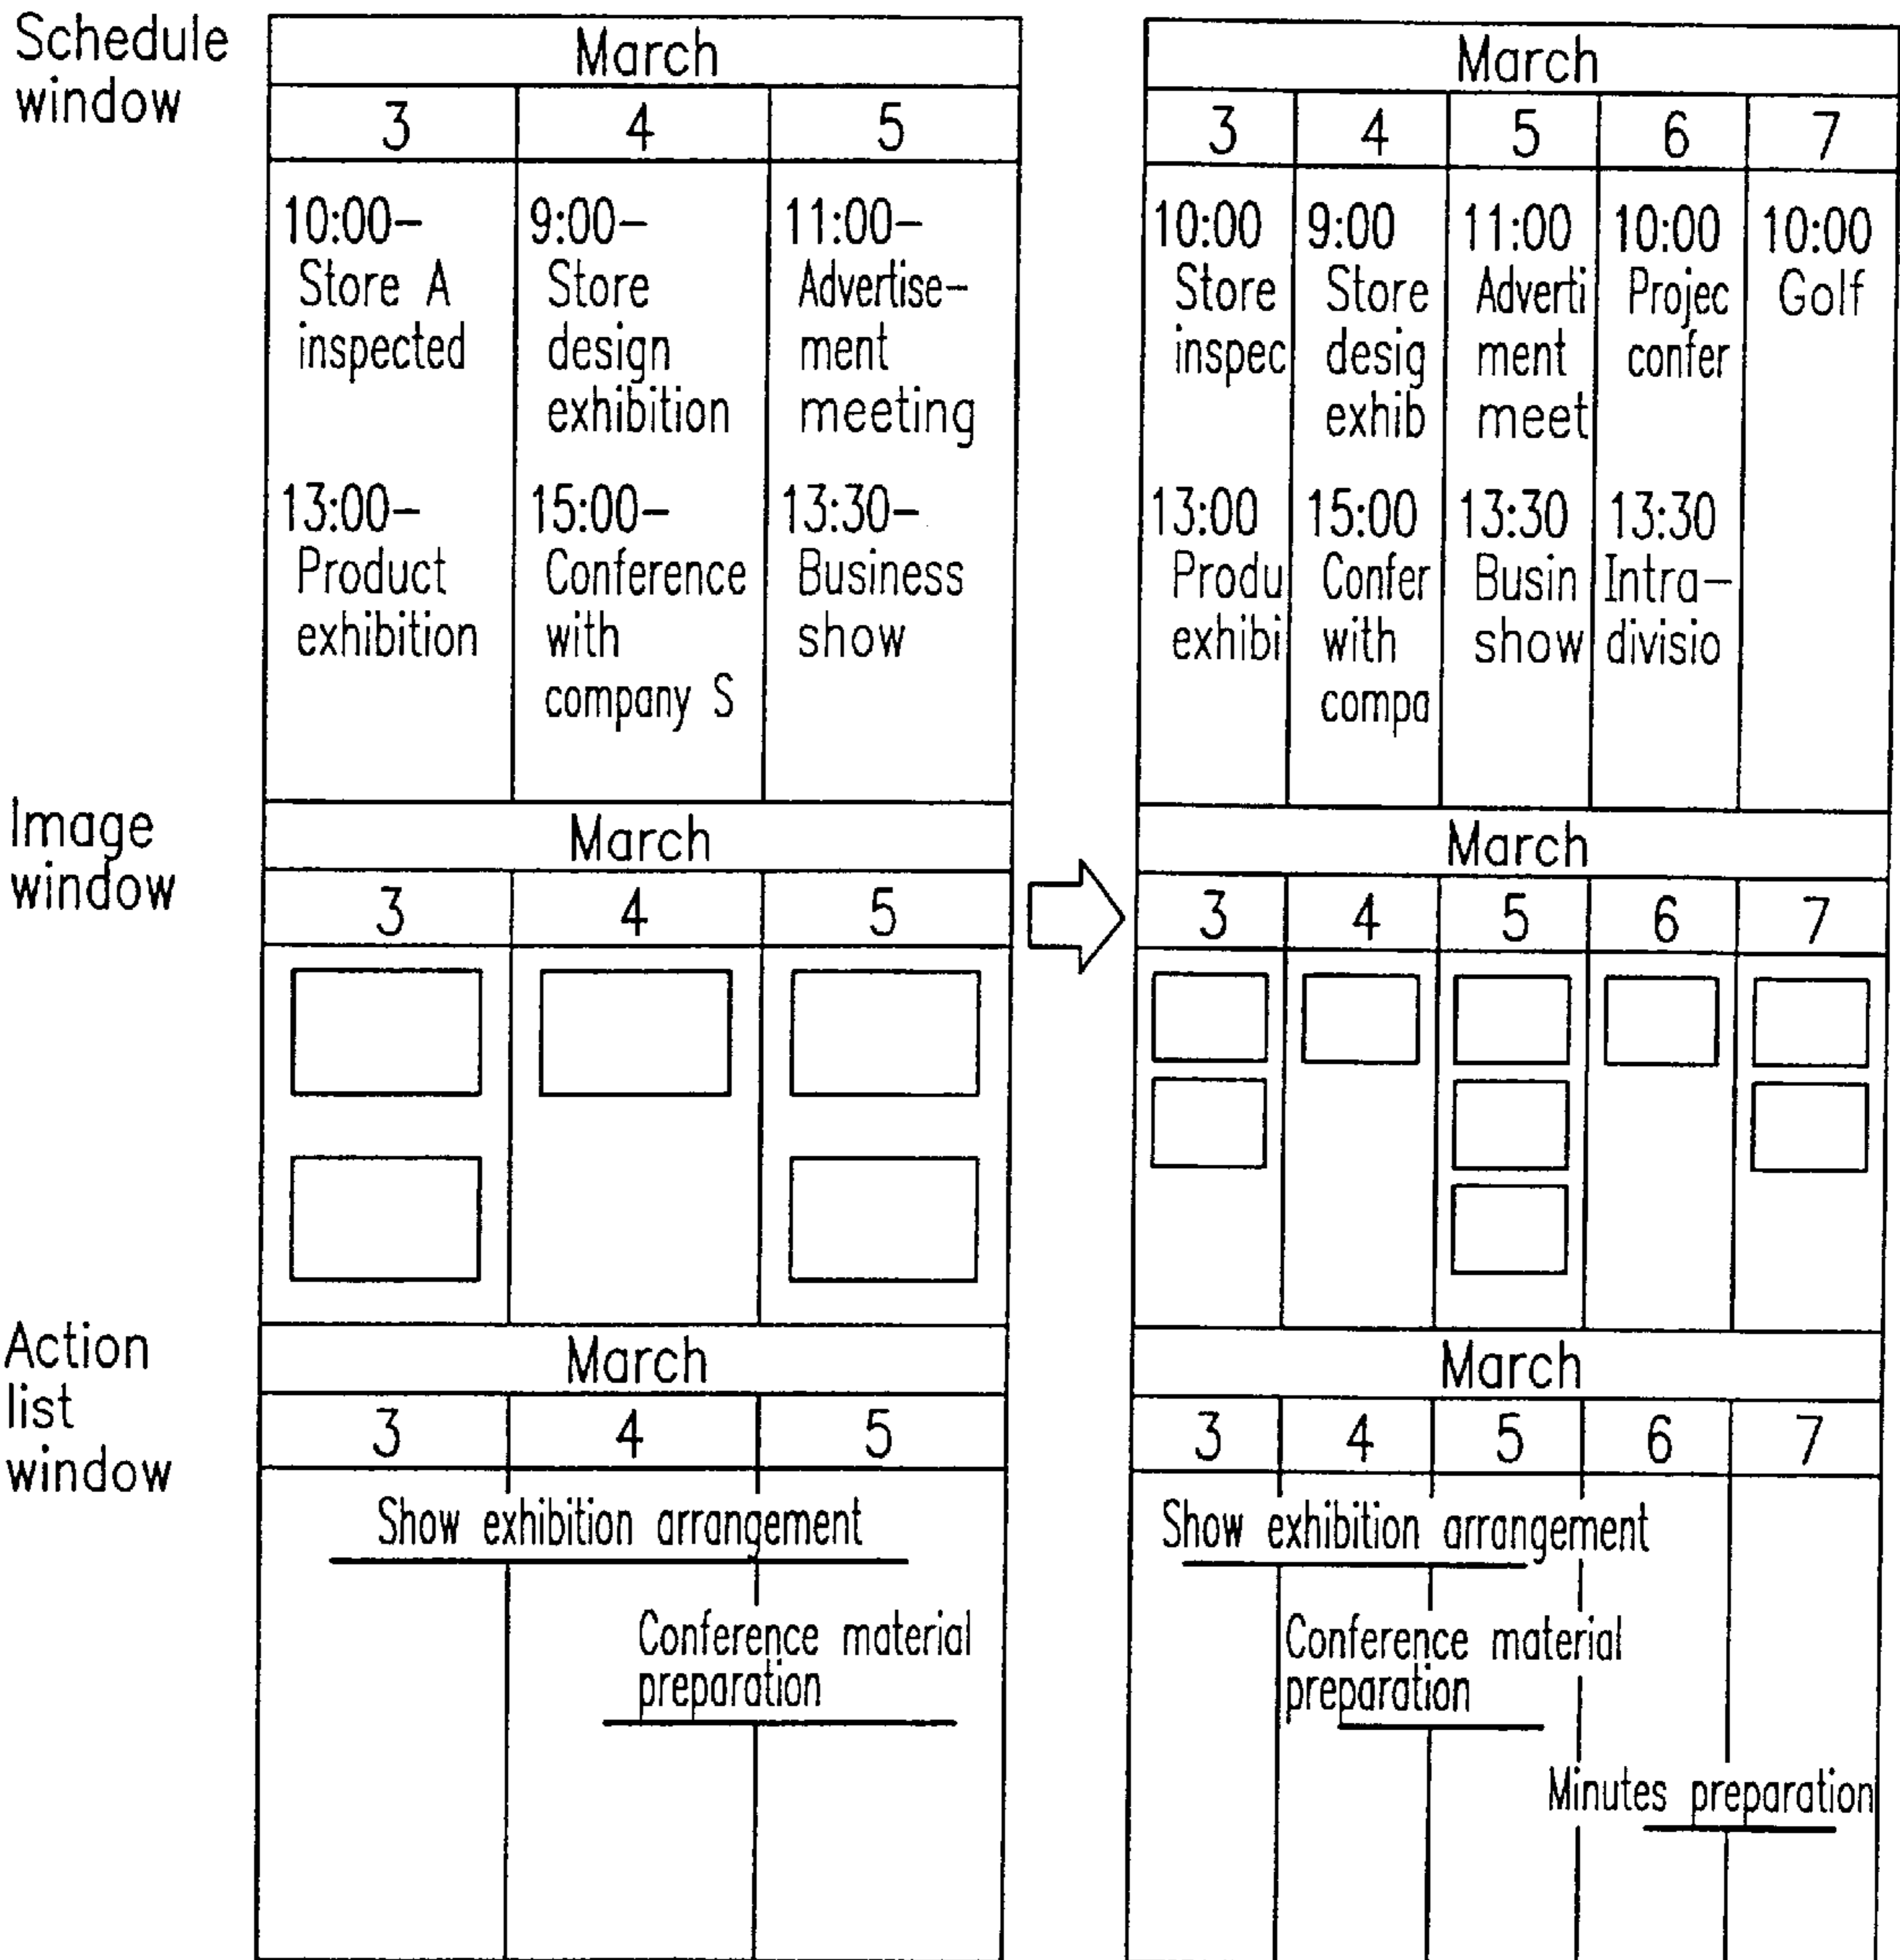 Schedule
window
March
3 4 5
10:00–
Store A
inspected
13:00–
Product
exhibition
9:00–
Store
design
exhibition
15:00–
Conference
with
company S
11:00–
Advertise–
ment
meeting
13:30–
Business
show
Image
window
March
3 4 5
Action
list
window
March
3 4 5
Show exhibition arrangement
Conference material
preparation
March
3 4 5 6 7
10:00
Store
inspec
13:00
Produ
exhibi
9:00
Store
desig
exhib
15:00
Confer
with
compa
11:00
Adverti
ment
meet
13:30
Busin
show
10:00
Projec
confer
13:30
Intra–
divisio
10:00
Golf
March
3 4 5 6 7
March
3 4 5 6 7
Show exhibition arrangement
Conference material
preparation
Minutes preparation